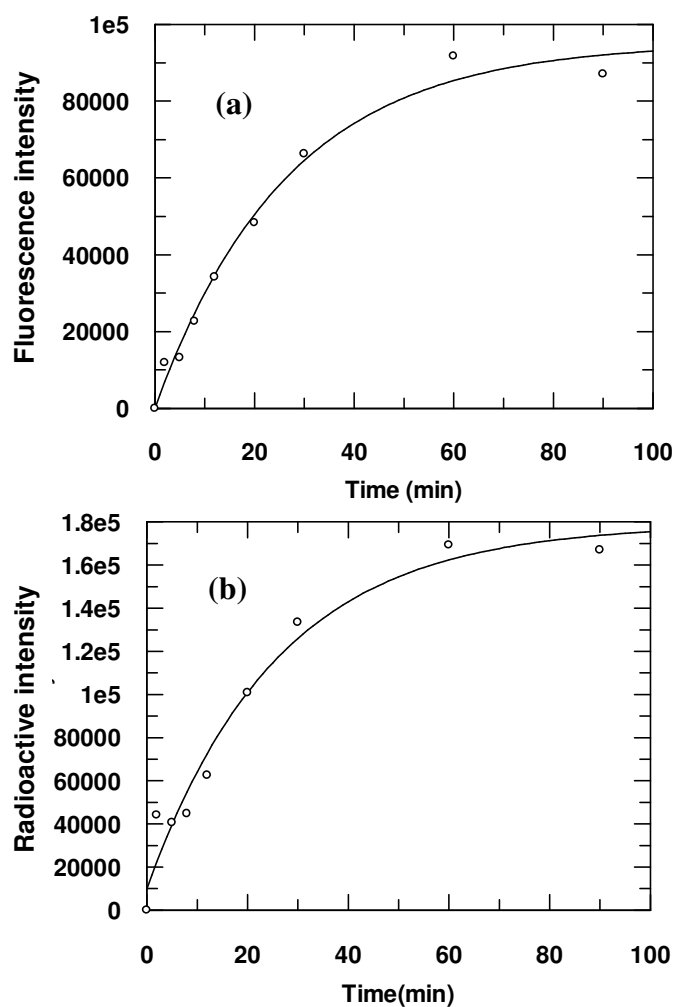 1e5
80000
60000
40000
20000
0
Fluorescence intensity
(a)
0 20 40 60 80 100
Time (min)
1.8e5
1.6e5
1.4e5
1.2e5
1e5
80000
60000
40000
20000
0
Radioactive intensity
(b)
0 20 40 60 80 100
Time(min)